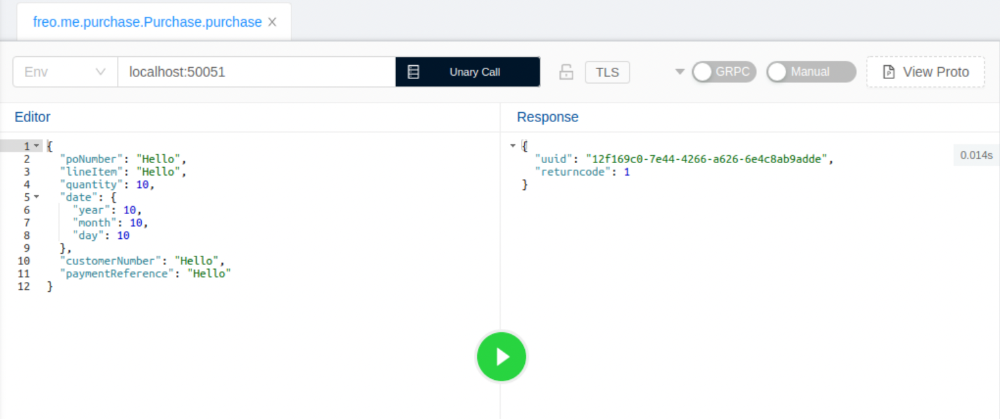 freo.me.purchase.Purchase.purchase
Env localhost:50051 Unary Call TLS GRPC Manual View Proto
Editor
1 {
2 "poNumber": "Hello",
3 "lineItem": "Hello",
4 "quantity": 10,
5 "date": {
6 "year": 10,
7 "month": 10,
8 "day": 10
9 },
10 "customerNumber": "Hello",
11 "paymentReference": "Hello"
12 }
Response
{
"uuid": "12f169c0-7e44-4266-a626-6e4c8ab9adde",
"returncode": 1
}
0.014s